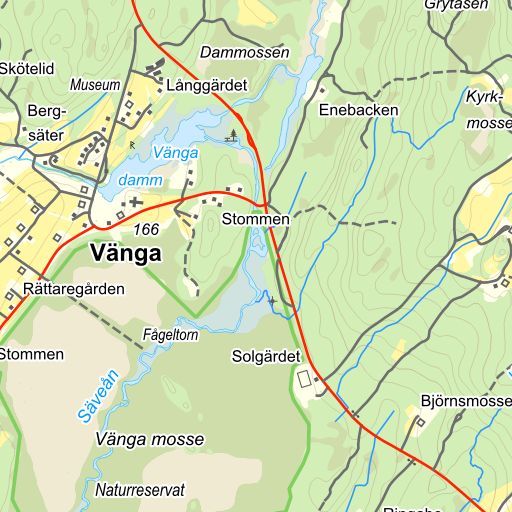 Grytåsen
Dammossen
Skötelid
Museum
Långgärdet
Enebacken
Kyrk-
mosse
Berg-
säter
Vänga
damm
R
Stommen
166
Vänga
Rättaregården
Fågeltorn
Stommen
Solgärdet
Säveån
Björnsmosse
Vänga mosse
Naturreservat